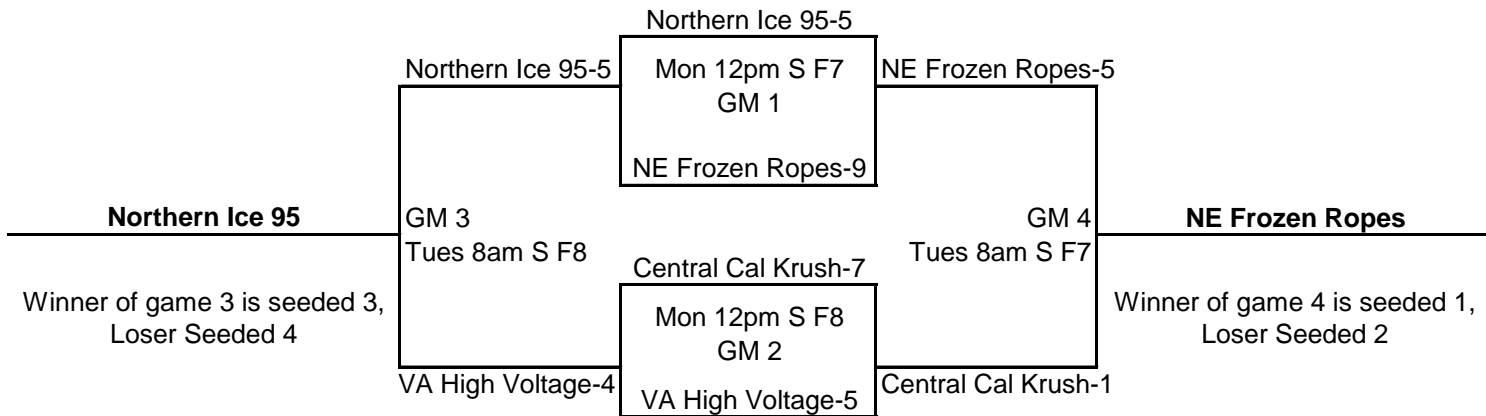 Northern Ice 95-5
Northern Ice 95-5
Mon 12pm S F7
NE Frozen Ropes-5
GM 1
NE Frozen Ropes-9
Northern Ice 95
GM 3
GM 4
NE Frozen Ropes
Tues 8am S F8
Tues 8am S F7
Central Cal Krush-7
Winner of game 3 is seeded 3,
Loser Seeded 4
Mon 12pm S F8
GM 2
Winner of game 4 is seeded 1,
Loser Seeded 2
VA High Voltage-4
VA High Voltage-5
Central Cal Krush-1